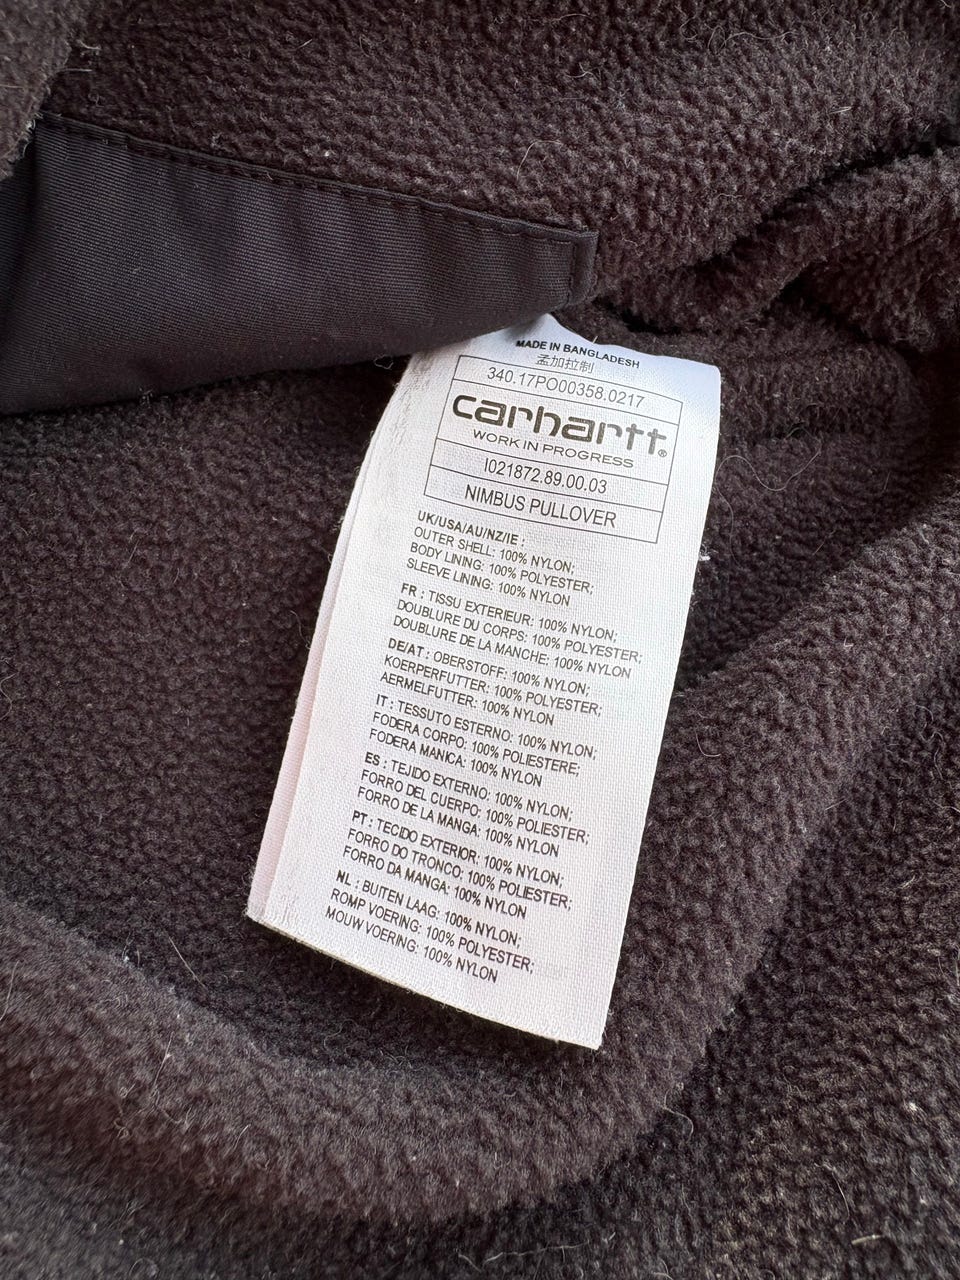 MADE IN BANGLADESH
孟加拉制
340.17PO00358.0217
carhartt®
WORK IN PROGRESS
I021872.89.00.03
NIMBUS PULLOVER
UK/USA/AU/NZ/IE :
OUTER SHELL: 100% NYLON;
BODY LINING: 100% POLYESTER;
SLEEVE LINING: 100% NYLON
FR : TISSU EXTERIEUR: 100% NYLON;
DOUBLURE DU CORPS: 100% POLYESTER;
DOUBLURE DE LA MANCHE: 100% NYLON
DE/AT : OBERSTOFF: 100% NYLON;
KOERPERFUTTER: 100% POLYESTER;
AERMELFUTTER: 100% NYLON
IT : TESSUTO ESTERNO: 100% NYLON;
FODERA CORPO: 100% POLIESTERE;
FODERA MANICA: 100% NYLON
ES : TEJIDO EXTERNO: 100% NYLON;
FORRO DEL CUERPO: 100% POLIESTER;
FORRO DE LA MANGA: 100% NYLON
PT : TECIDO EXTERIOR: 100% NYLON;
FORRO DO TRONCO: 100% POLIESTER;
FORRO DA MANGA: 100% NYLON
NL : BUITEN LAAG: 100% NYLON;
ROMP VOERING: 100% POLYESTER;
MOUW VOERING: 100% NYLON